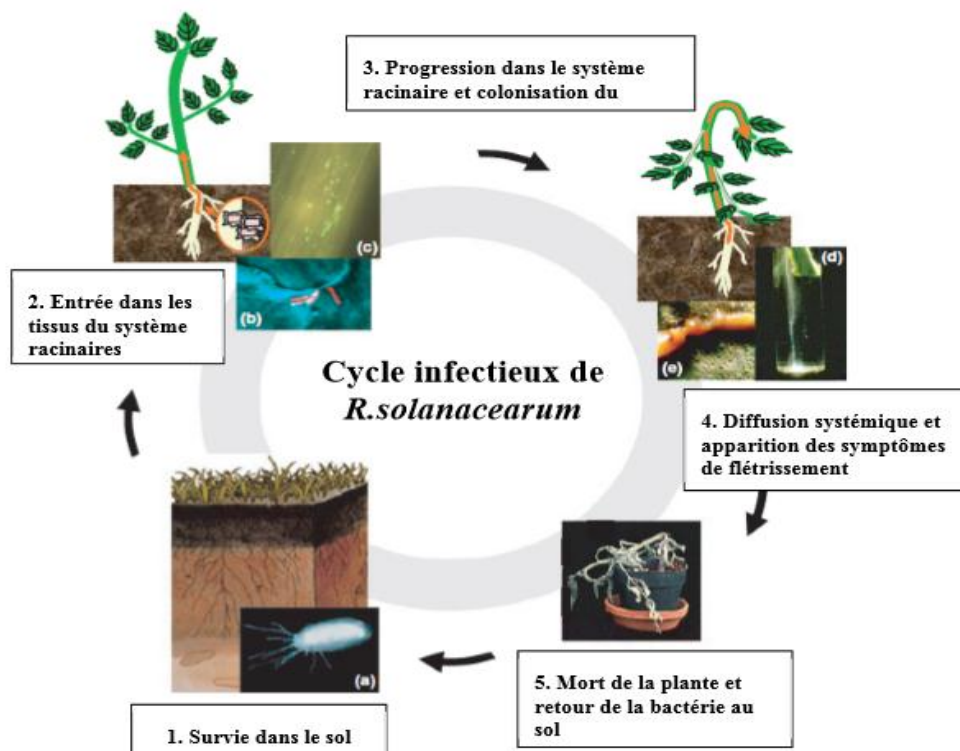 3. Progression dans le système
racinaire et colonisation du
(c)
(b)
2. Entrée dans les
tissus du système
racinaires
(d)
(e)
Cycle infectieux de
R.solanacearum
4. Diffusion systémique et
apparition des symptômes
de flétrissement
(a)
1. Survie dans le sol
5. Mort de la plante et
retour de la bactérie au
sol